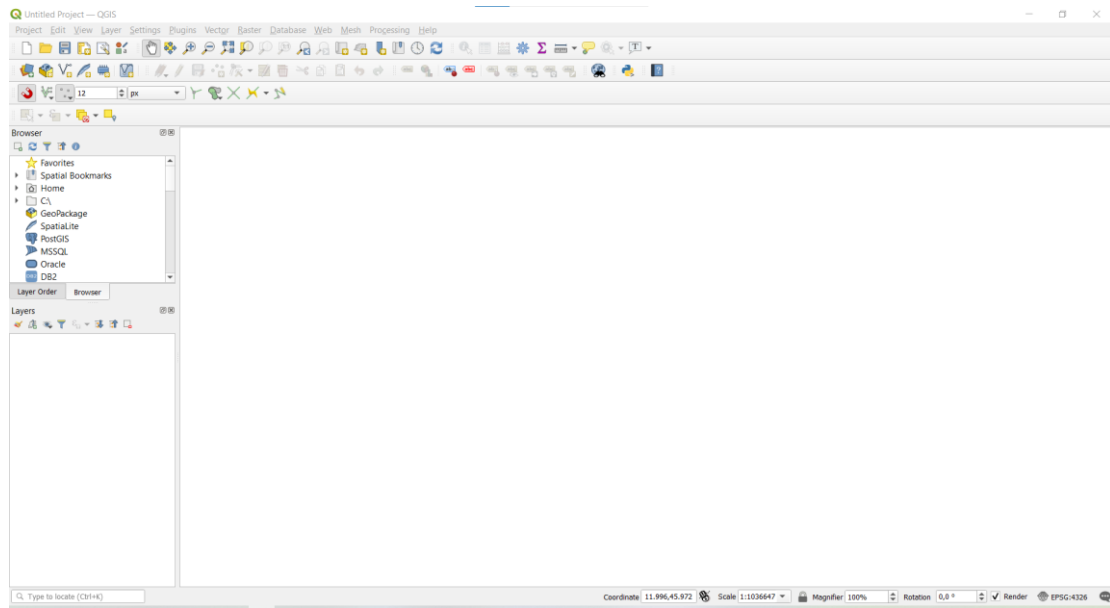 Untitled Project — QGIS
Project Edit View Layer Settings Plugins Vector Raster Database Web Mesh Processing Help
12 px
Browser
Favorites
Spatial Bookmarks
Home
C:\
GeoPackage
SpatiaLite
PostGIS
MSSQL
Oracle
DB2
Layer Order Browser
Layers
Type to locate (Ctrl+K)
Coordinate 11.996,45.972 Scale 1:1036647 Magnifier 100% Rotation 0,0 ° Render EPSG:4326